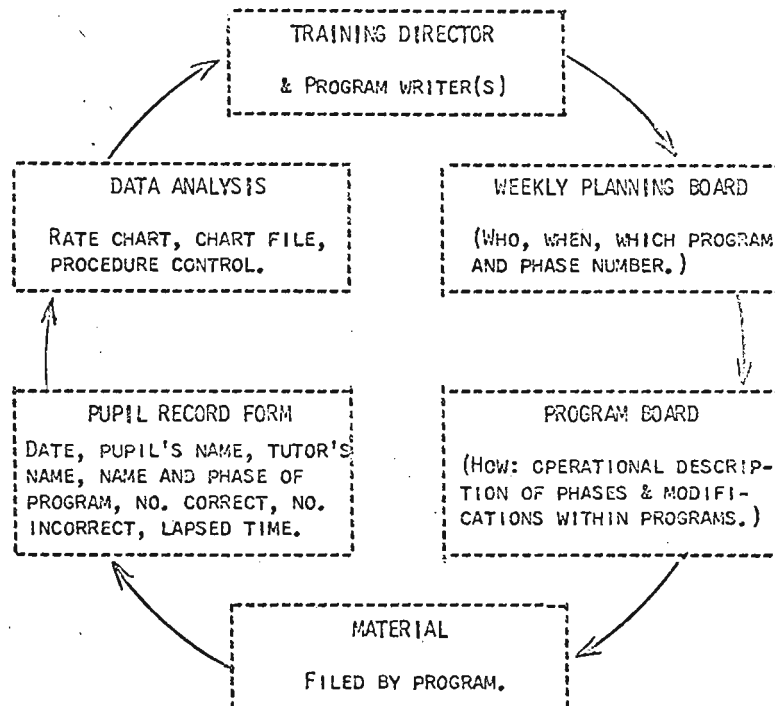 TRAINING DIRECTOR
& PROGRAM WRITER(S)
DATA ANALYSIS
RATE CHART, CHART FILE,
PROCEDURE CONTROL.
WEEKLY PLANNING BOARD
(WHO, WHEN, WHICH PROGRAM
AND PHASE NUMBER.)
PUPIL RECORD FORM
DATE, PUPIL'S NAME, TUTOR'S
NAME, NAME AND PHASE OF
PROGRAM, NO. CORRECT, NO.
INCORRECT, LAPSED TIME.
PROGRAM BOARD
(HOW: OPERATIONAL DESCRIP-
TION OF PHASES & MODIFI-
CATIONS WITHIN PROGRAMS.)
MATERIAL
FILED BY PROGRAM.